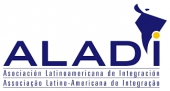 ALADi
Asociación Latinoamericana de Integración
Associação Latino-Americana de Integração